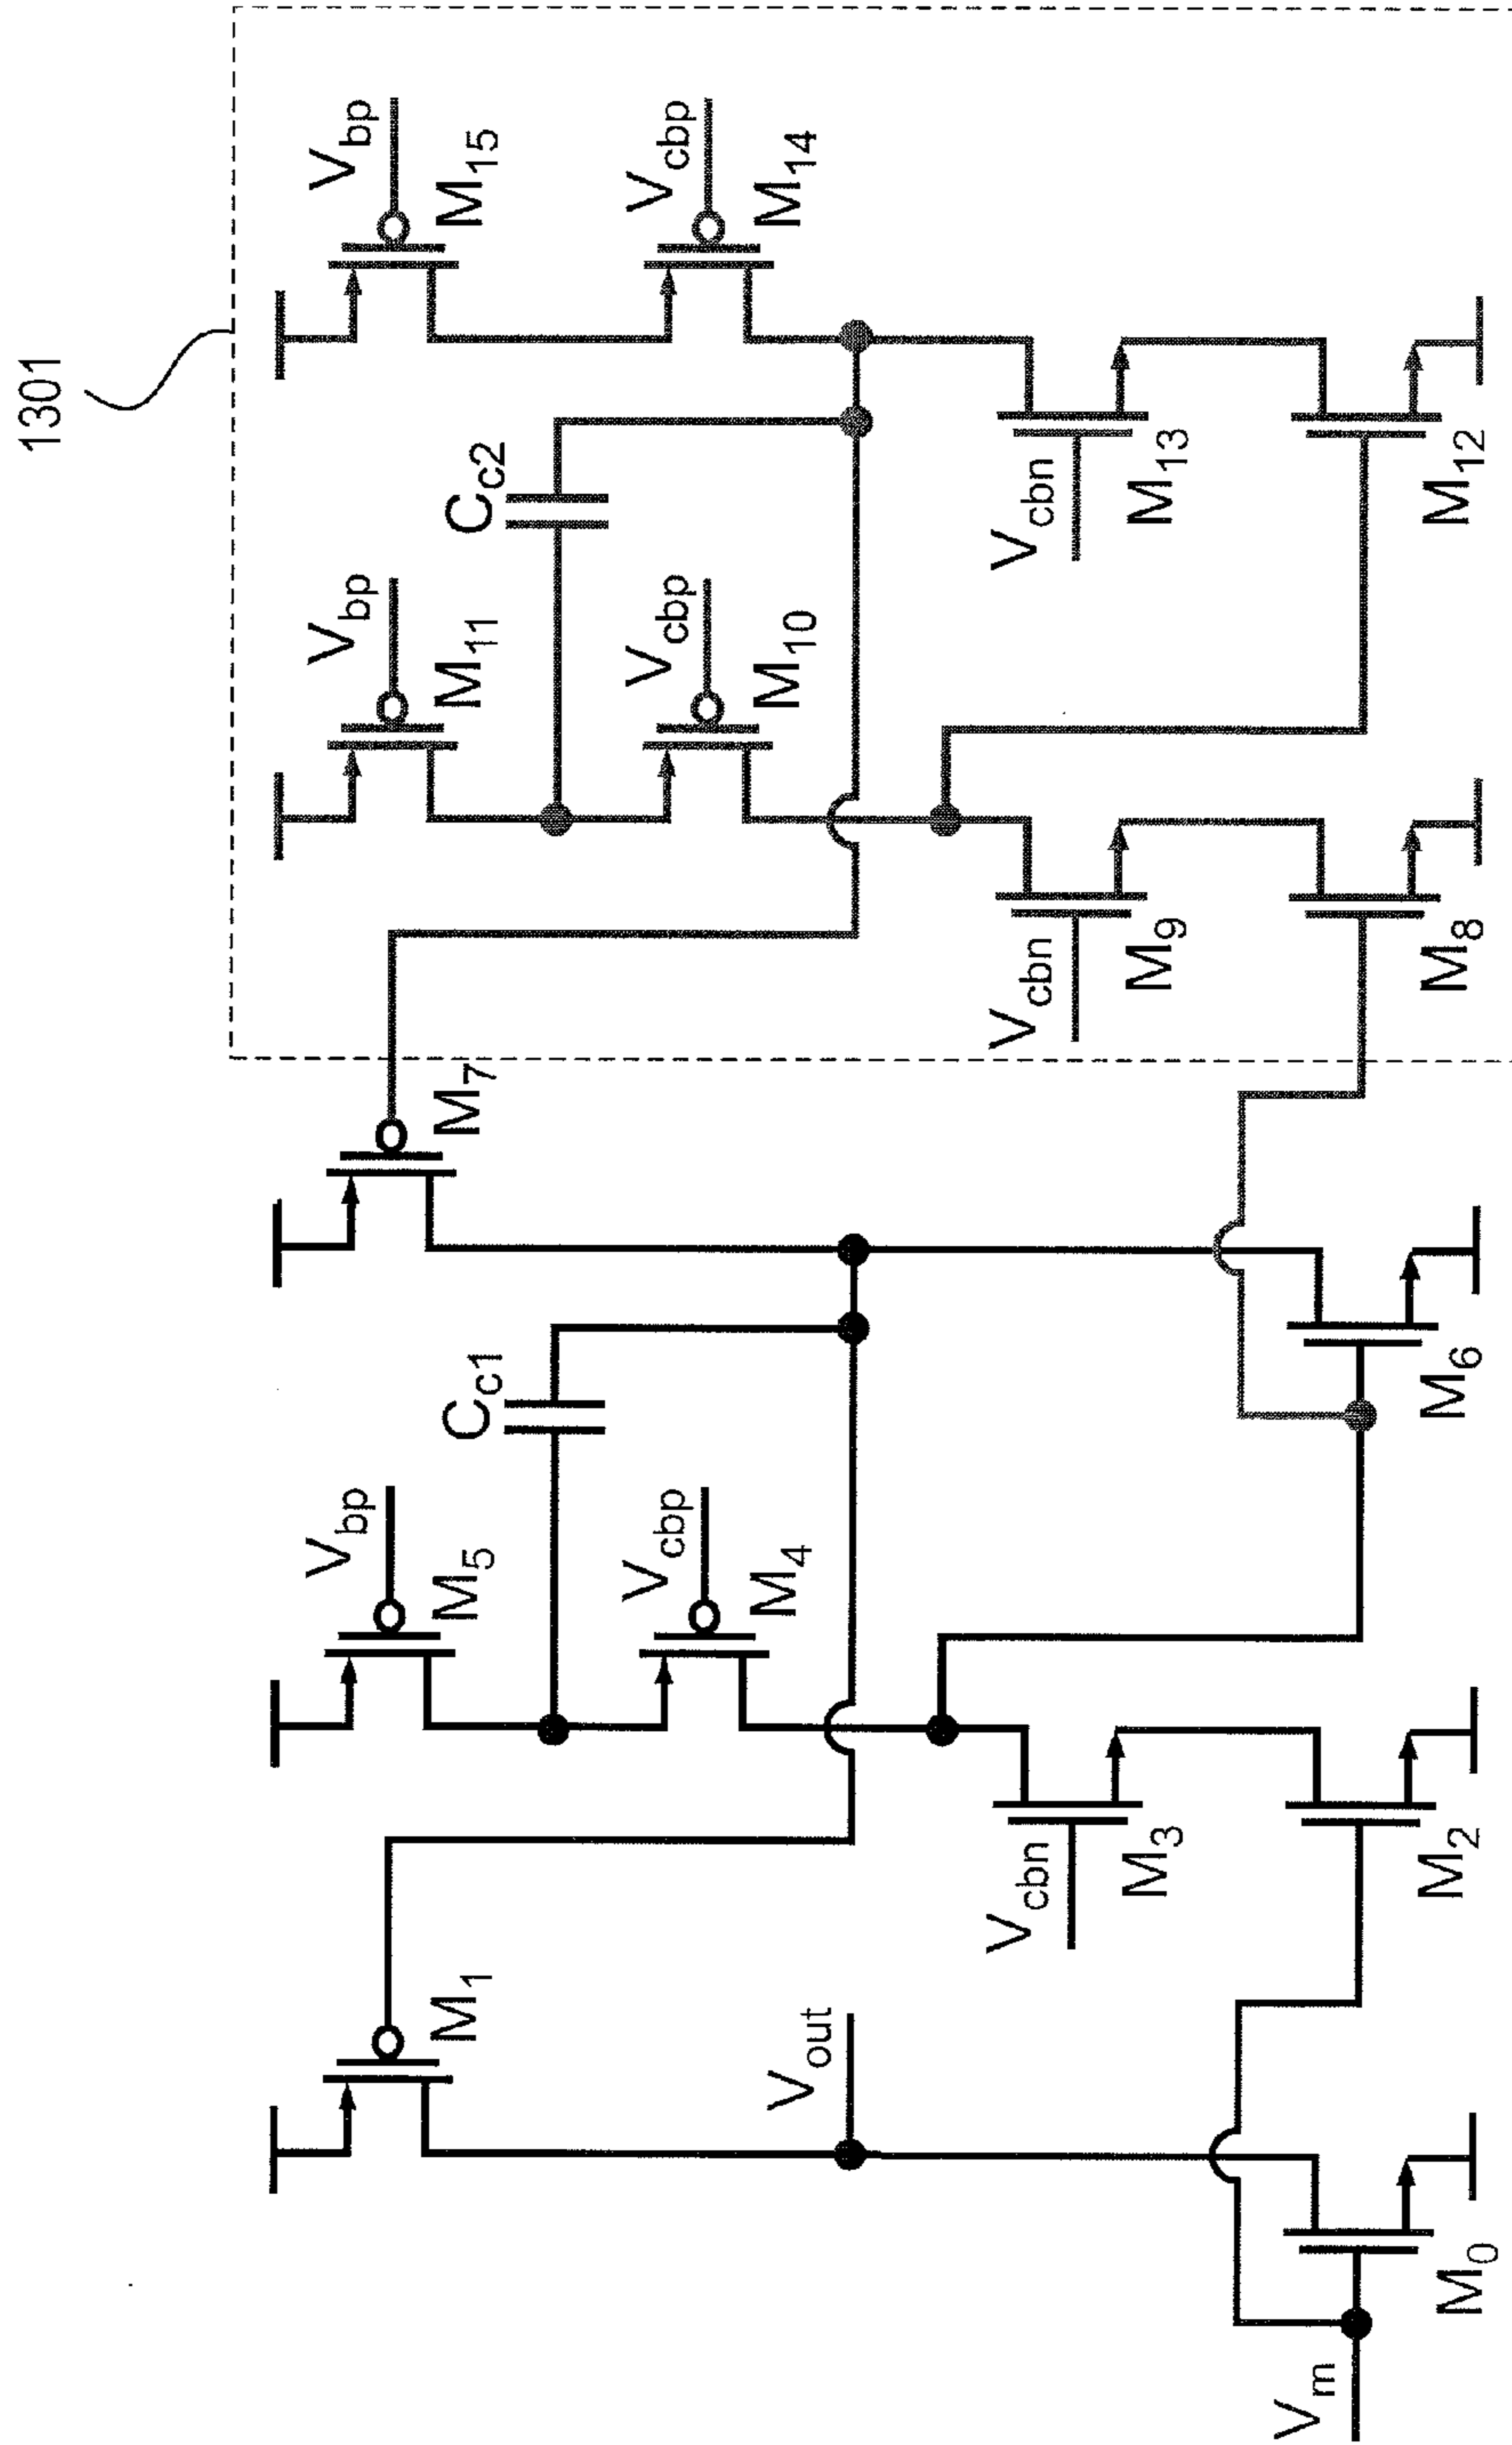 1301
V_bp
M_15
V_cbp
M_14
C_c2
V_bp
M_11
V_cbp
M_10
V_cbn
M_13
M_12
V_cbn
M_9
M_8
M_7
C_c1
V_bp
M_5
V_cbp
M_4
M_6
V_cbn
M_3
M_2
M_1
V_out
M_0
V_m